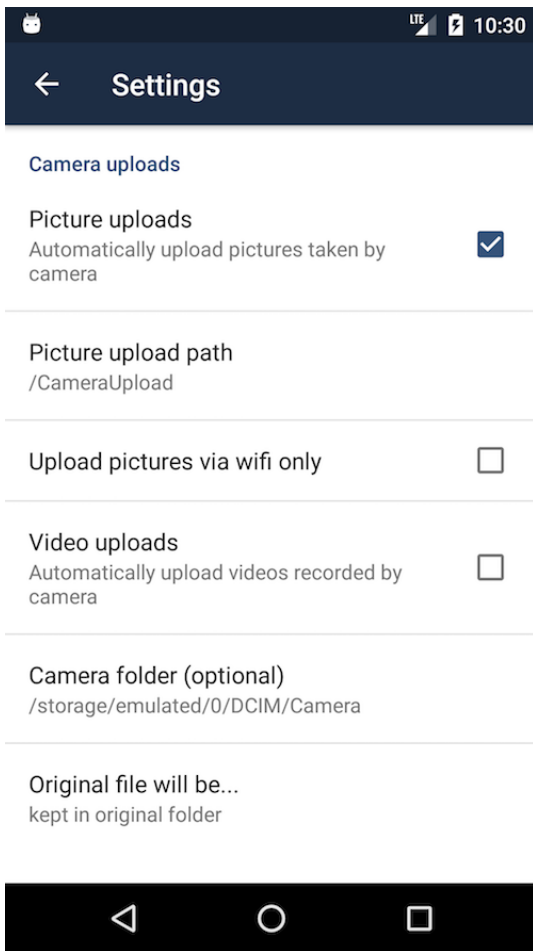 LTE 10:30
Settings
Camera uploads
Picture uploads
Automatically upload pictures taken by
camera
Picture upload path
/CameraUpload
Upload pictures via wifi only
Video uploads
Automatically upload videos recorded by
camera
Camera folder (optional)
/storage/emulated/0/DCIM/Camera
Original file will be...
kept in original folder